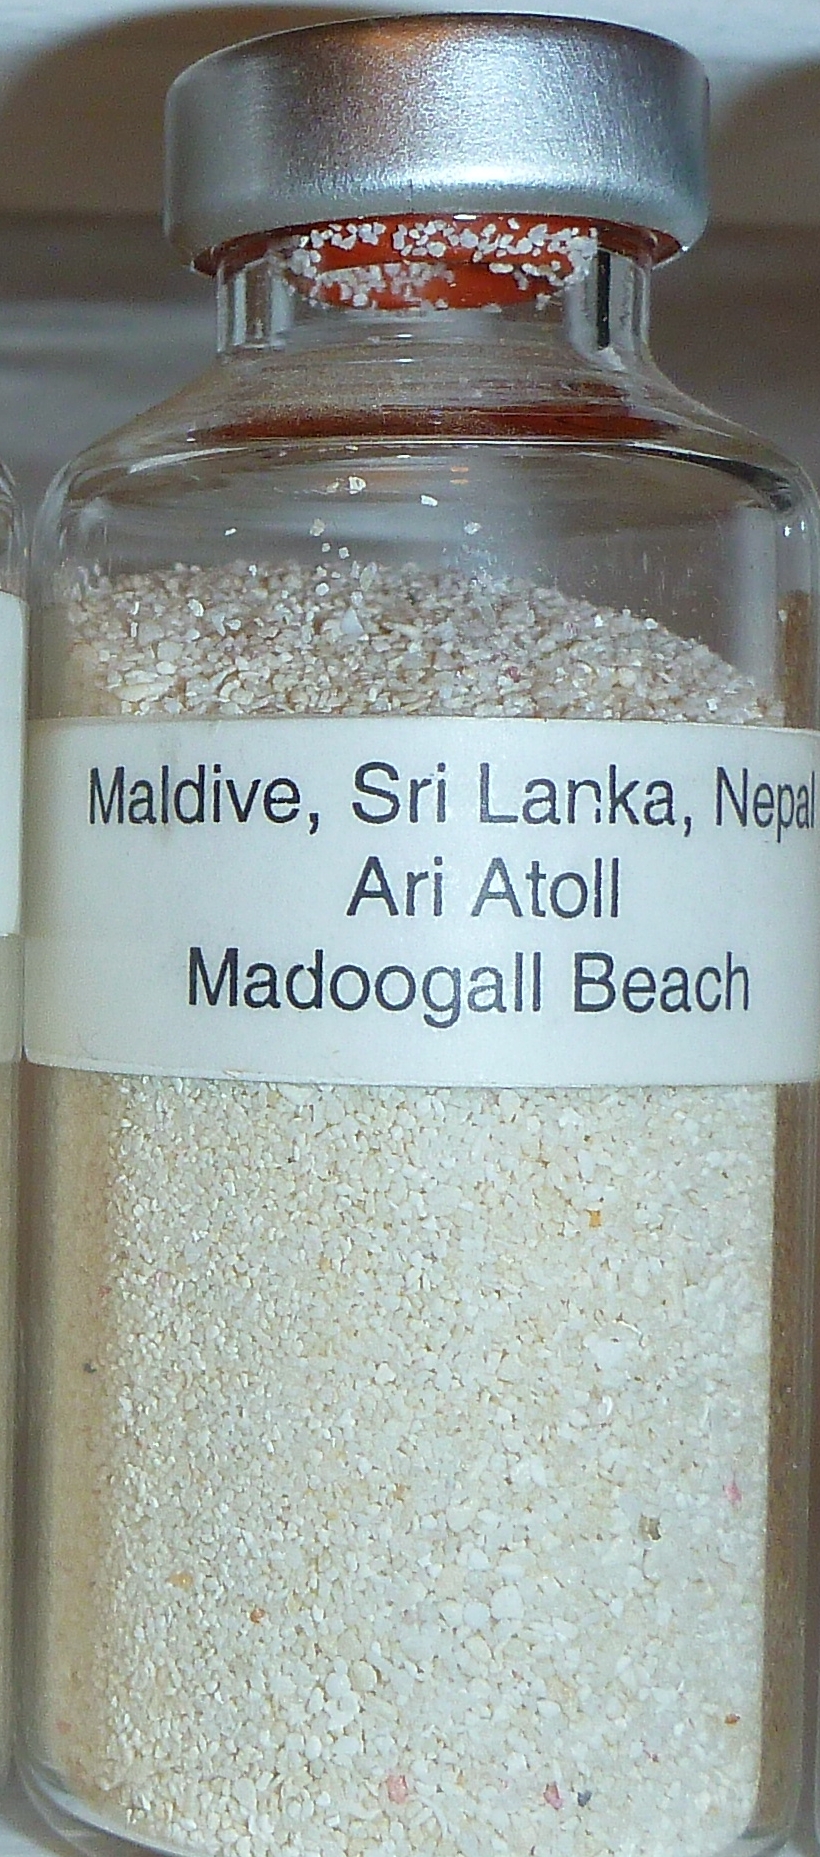 Maldive, Sri Lanka, Nepal
Ari Atoll
Madoogall Beach